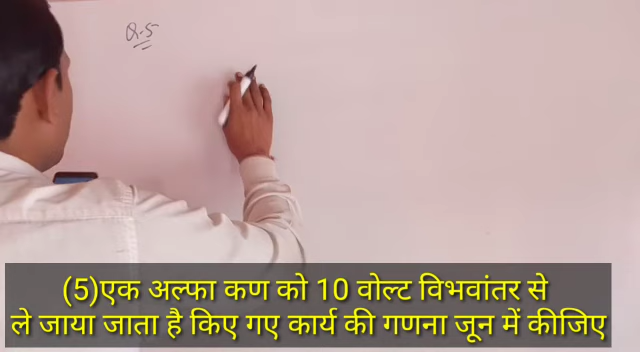 Q.5
(5)एक अल्फा कण को 10 वोल्ट विभवांतर से
ले जाया जाता है किए गए कार्य की गणना जून में कीजिए